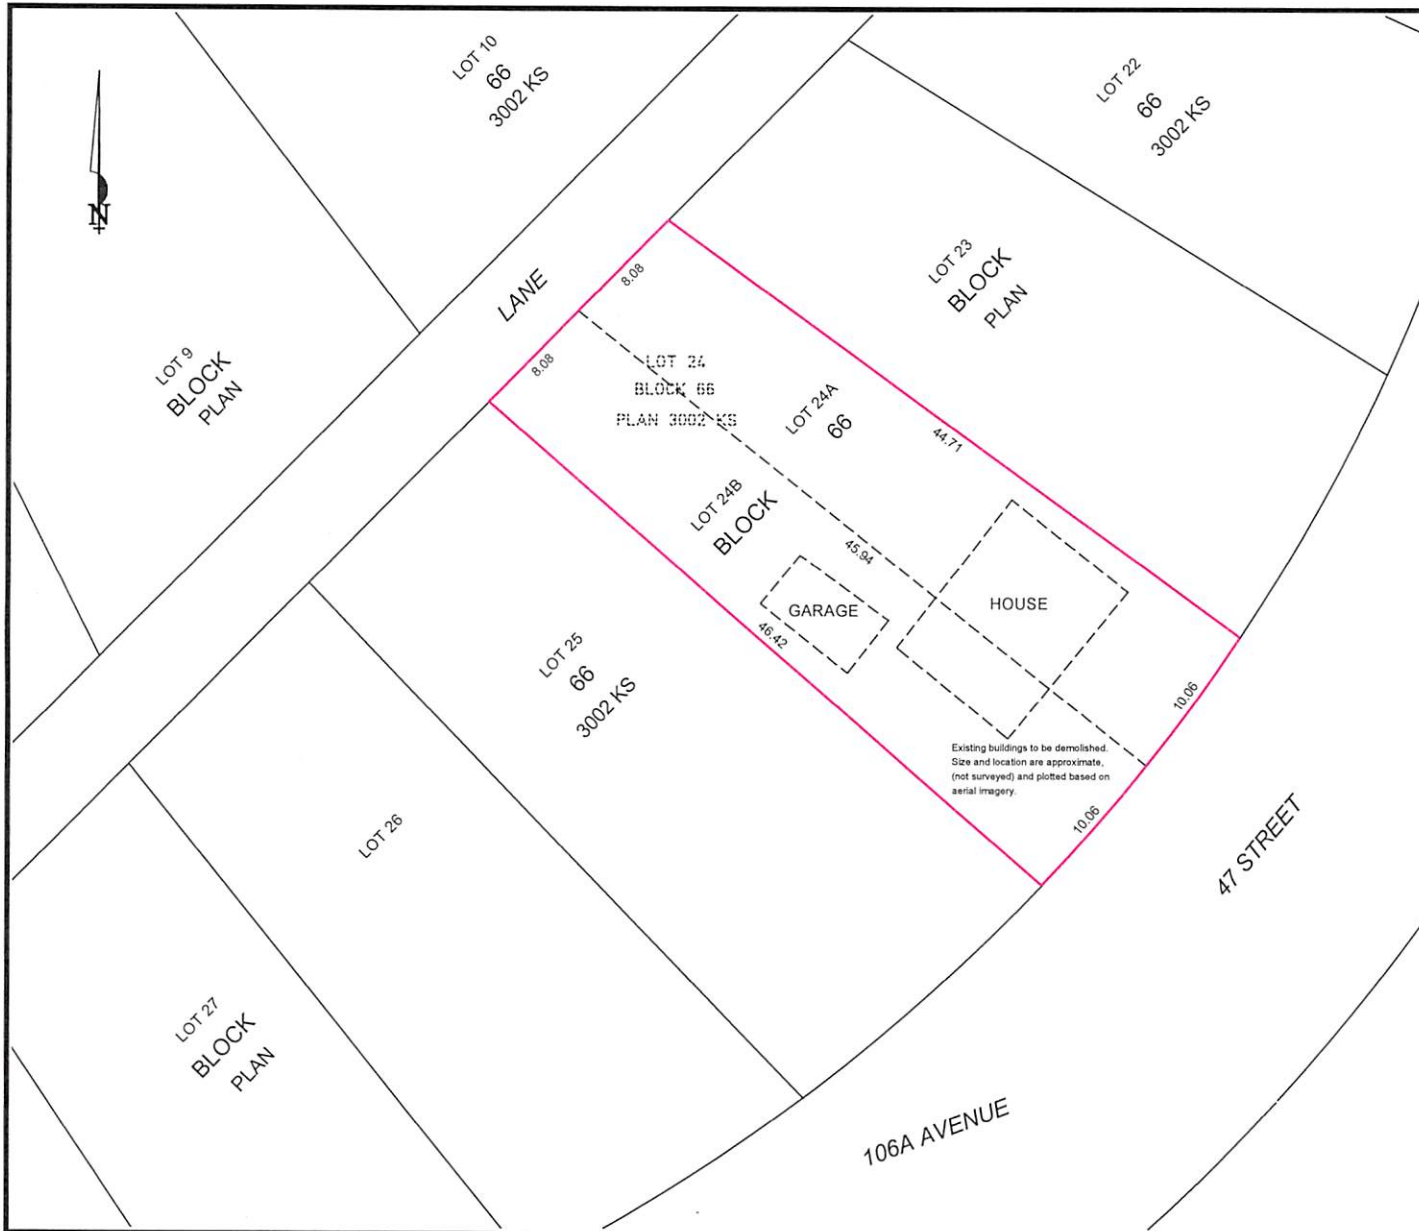 LOT 10
66
3002 KS
LOT 22
66
3002 KS
N
LANE
8.08
8.08
LOT 23
BLOCK
PLAN
LOT 9
BLOCK
PLAN
LOT 24
BLOCK 66
PLAN 3002 KS
LOT 24A
66
44.71
LOT 24B
BLOCK
45.94
GARAGE
HOUSE
46.42
LOT 25
66
3002 KS
10.06
Existing buildings to be demolished.
Size and location are approximate,
(not surveyed) and plotted based on
aerial imagery.
10.06
47 STREET
LOT 26
LOT 27
BLOCK
PLAN
106A AVENUE